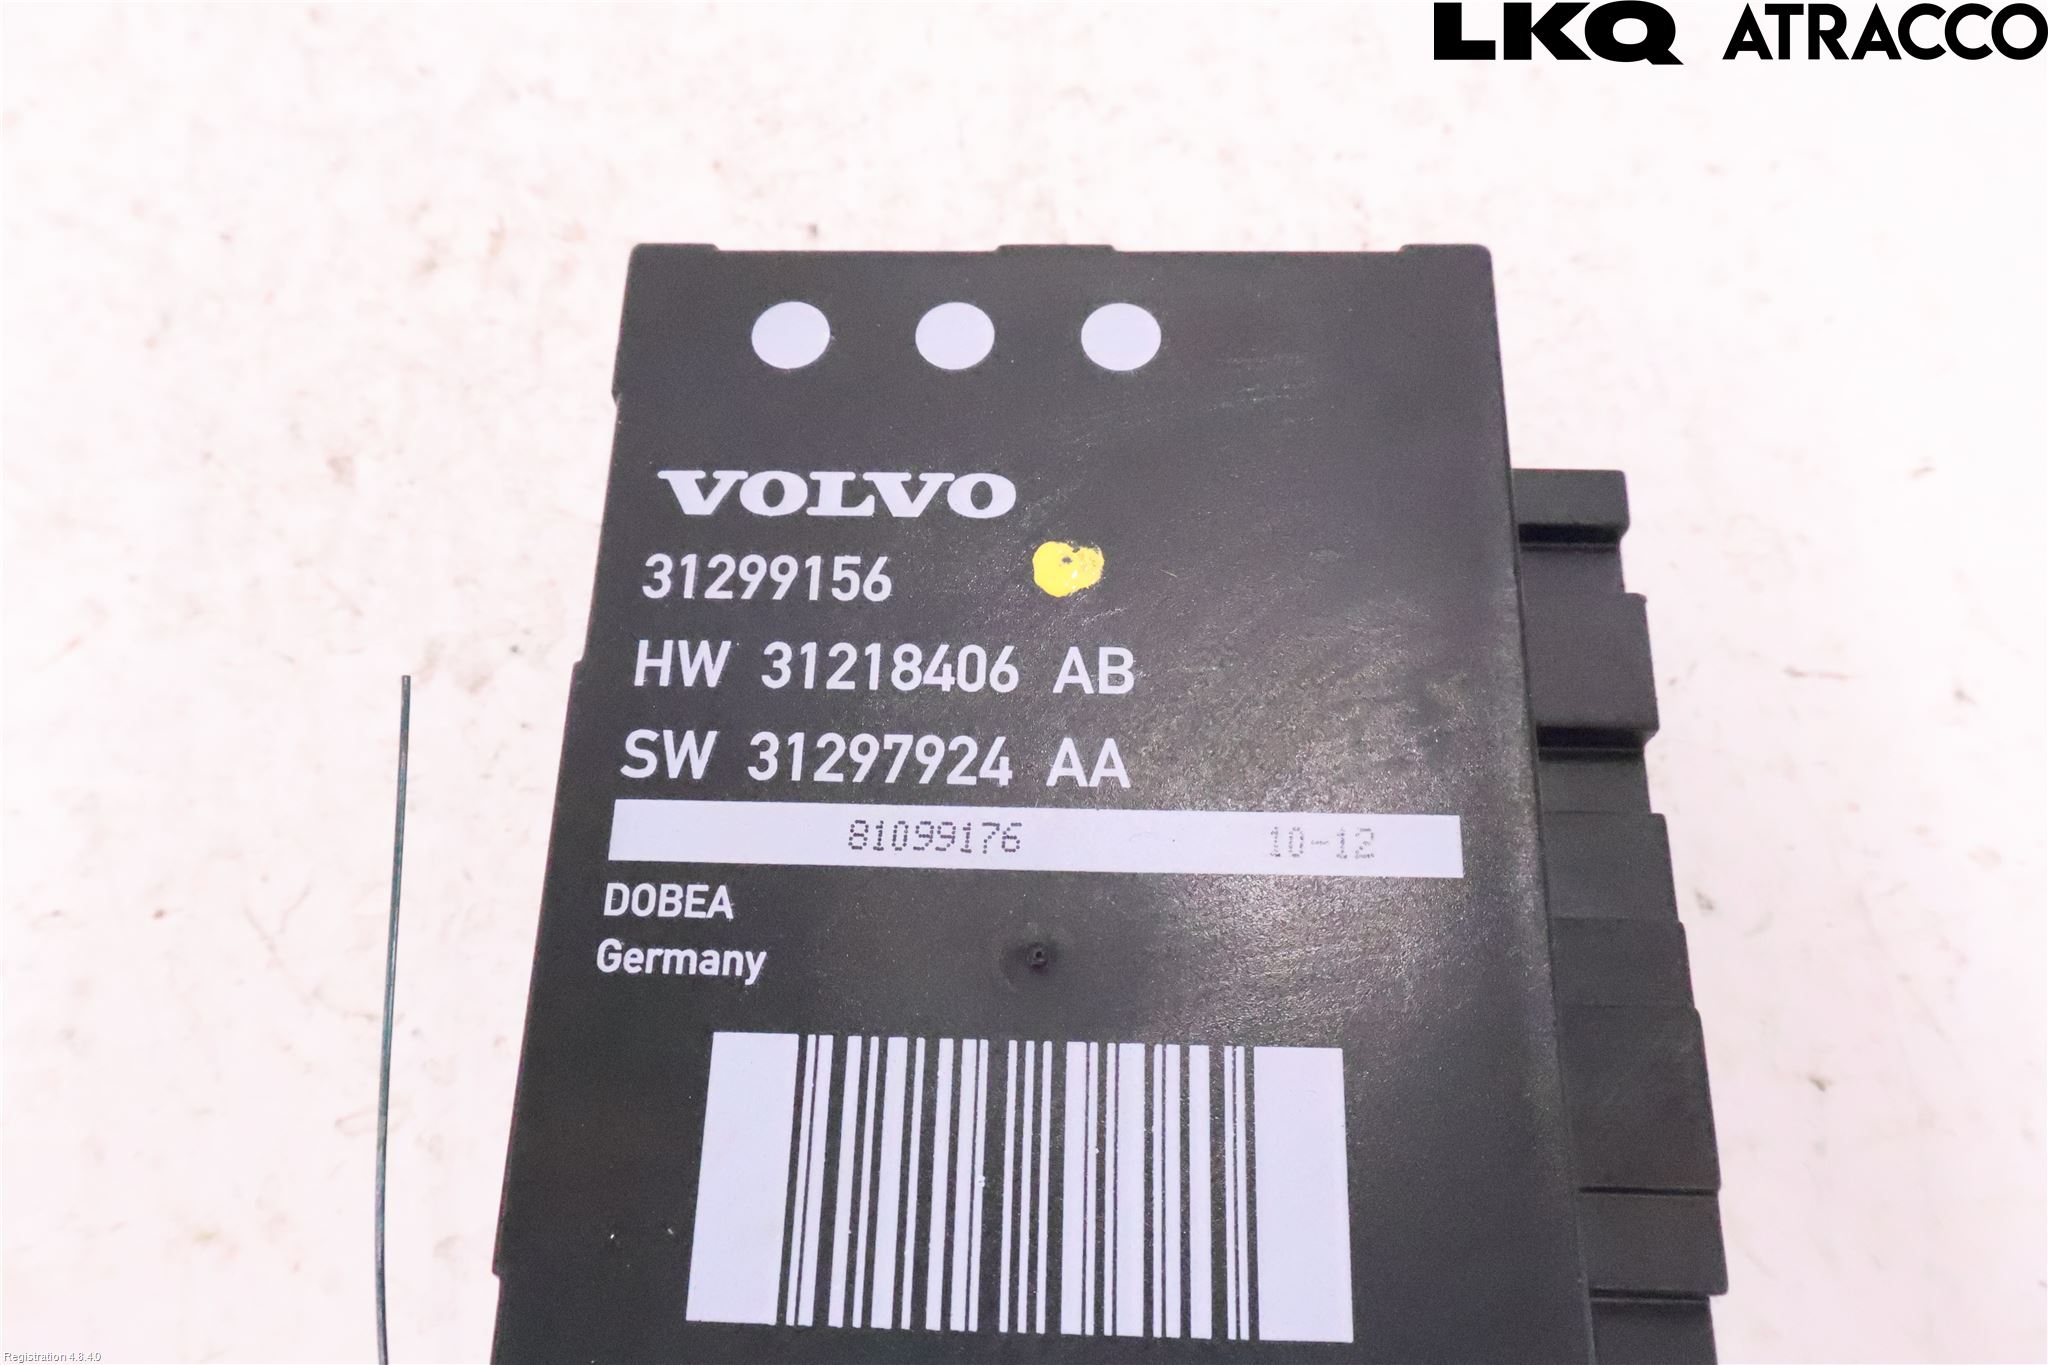 LKQ ATRACCO
VOLVO
31299156
HW 31218406 AB
SW 31297924 AA
81099176 10-12
DOBEA
Germany
Registration 4.8.4.0